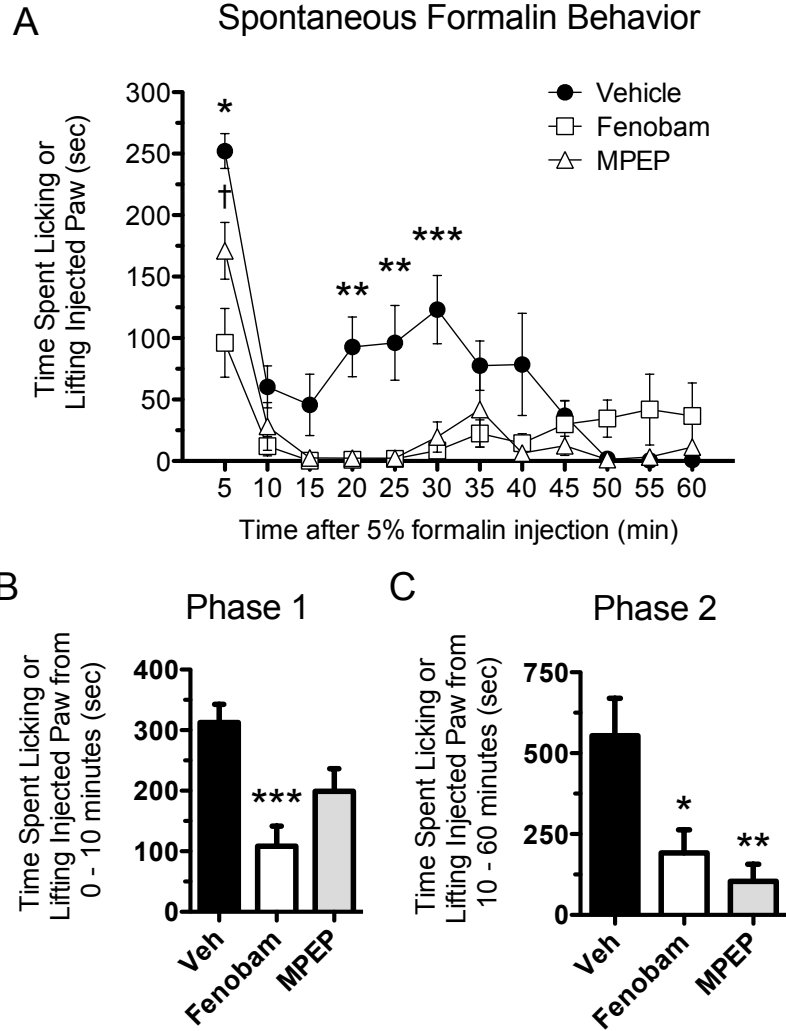 A
Spontaneous Formalin Behavior
Time Spent Licking or
Lifting Injected Paw (sec)
300
250
200
150
100
50
0
*
†
**
**
***
Vehicle
Fenobam
MPEP
5 10 15 20 25 30 35 40 45 50 55 60
Time after 5% formalin injection (min)
B
Phase 1
Time Spent Licking or
Lifting Injected Paw from
0 - 10 minutes (sec)
400
300
200
100
0
***
Veh
Fenobam
MPEP
C
Phase 2
Time Spent Licking or
Lifting Injected Paw from
10 - 60 minutes (sec)
750
500
250
0
*
**
Veh
Fenobam
MPEP